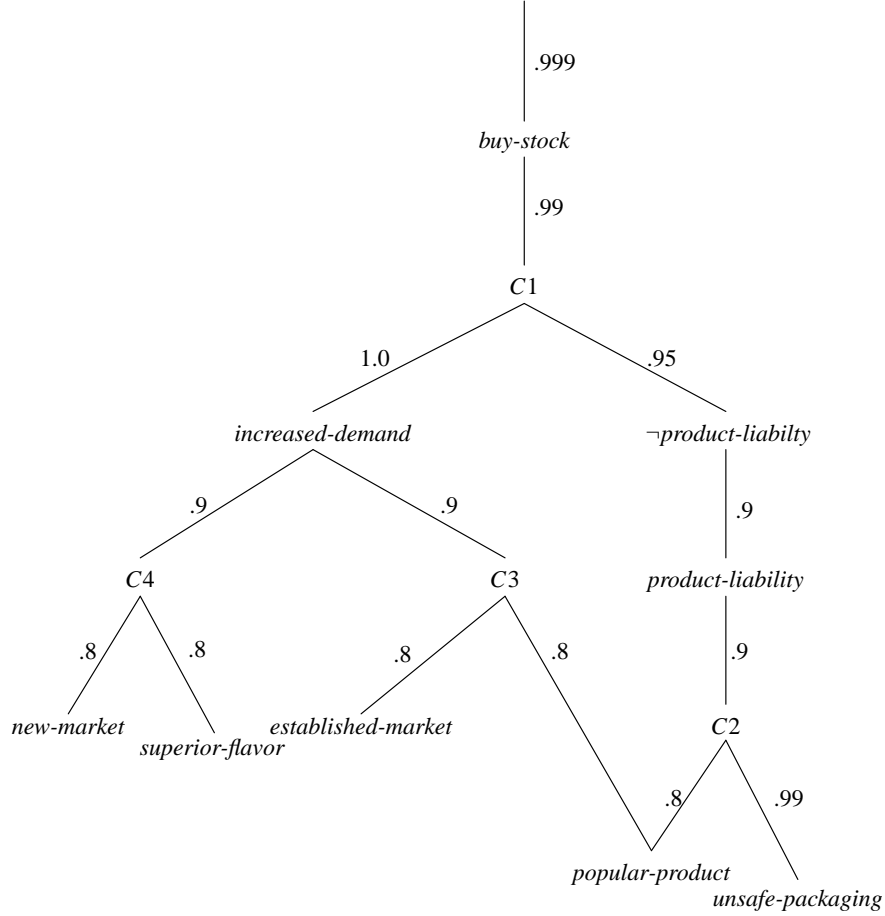 .999
buy-stock
.99
C1
1.0
.95
increased-demand
¬product-liabilty
.9
.9
.9
C4
C3
product-liability
.8
.8
.8
.8
.9
new-market
superior-flavor
established-market
C2
.8
.99
popular-product
unsafe-packaging